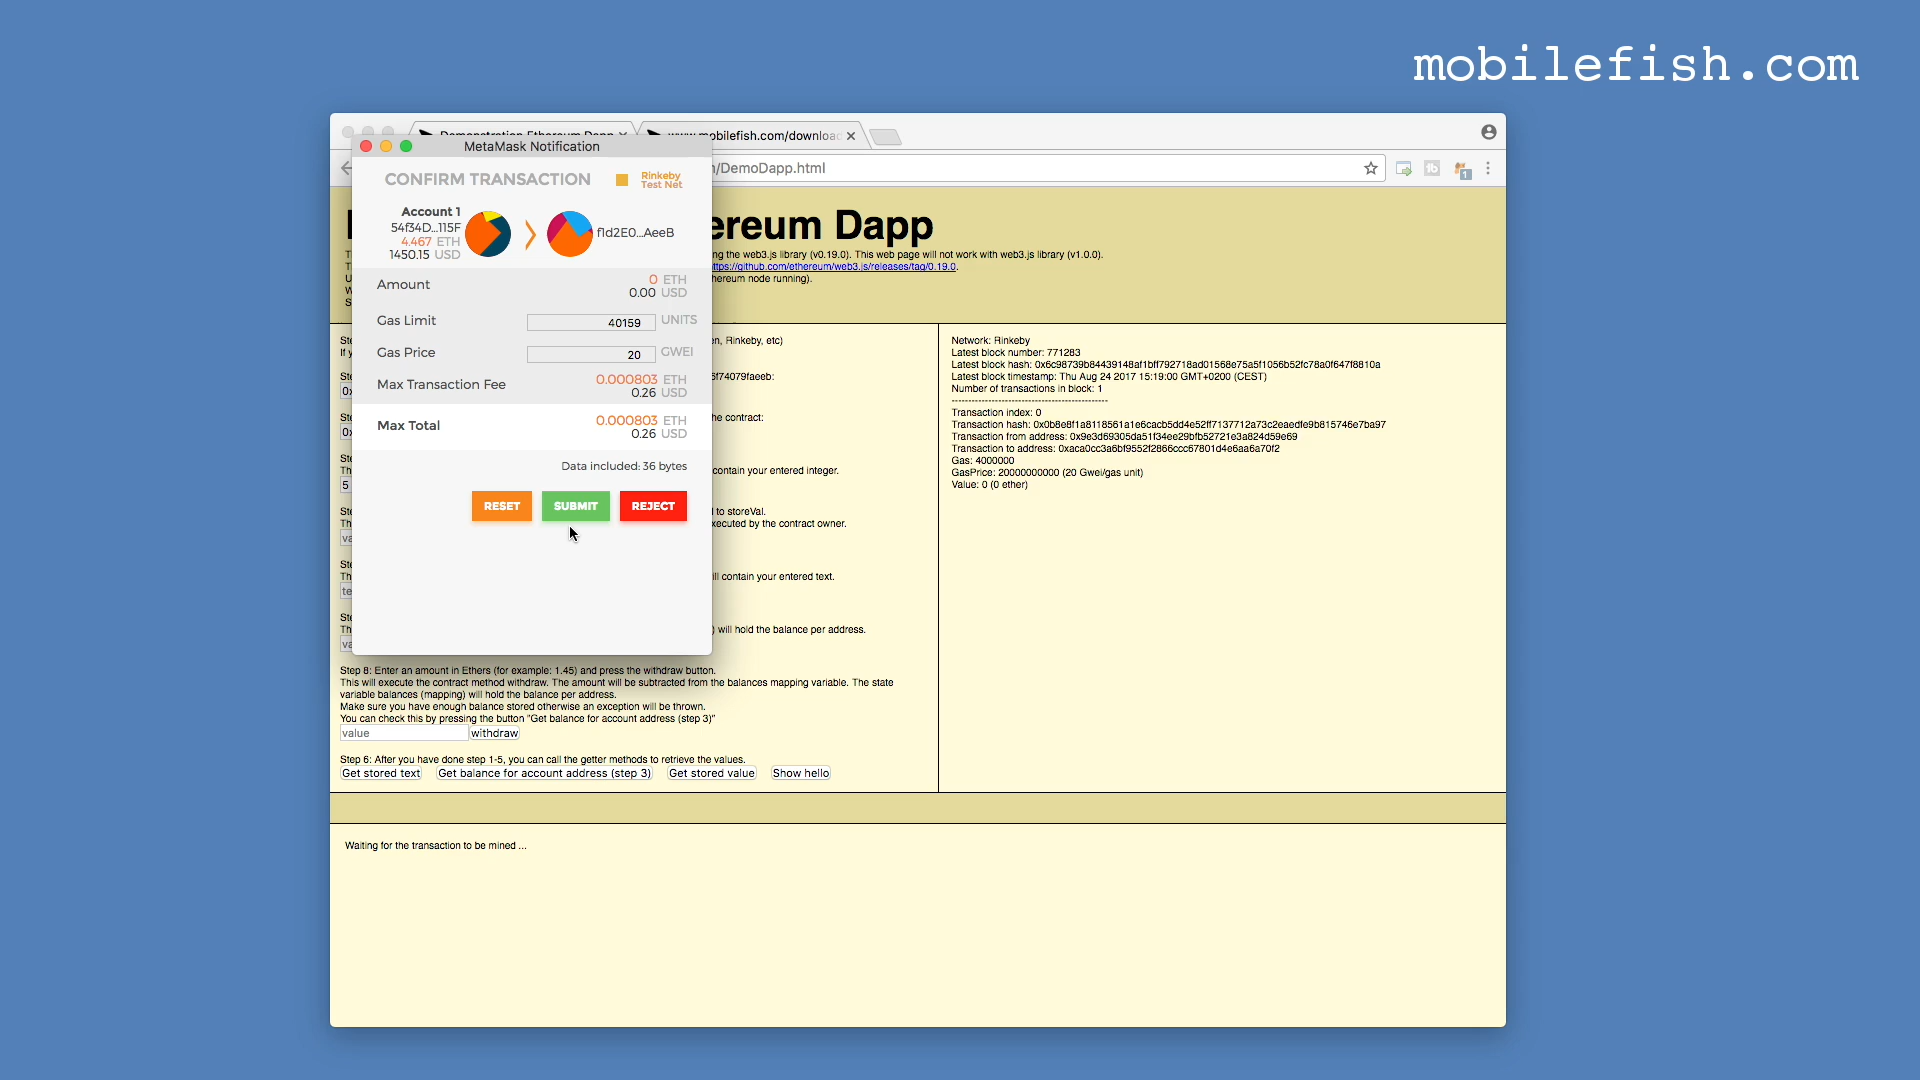 mobilefish.com
Demonstration Ethereum Dapp
www.mobilefish.com/downloa
MetaMask Notification
/DemoDapp.html
CONFIRM TRANSACTION
Rinkeby
Test Net
Account 1
54f34D...115F
4.467 ETH
1450.15 USD
f1d2E0...AeeB
Amount
0 ETH
0.00 USD
Gas Limit
40159 UNITS
Gas Price
20 GWEI
Max Transaction Fee
0.000803 ETH
0.26 USD
Max Total
0.000803 ETH
0.26 USD
Data included: 36 bytes
RESET SUBMIT REJECT
ereum Dapp
ng the web3.js library (v0.19.0). This web page will not work with web3.js library (v1.0.0).
ttps://github.com/ethereum/web3.js/releases/tag/0.19.0.
hereum node running).
n, Rinkeby, etc)
6f74079faeeb:
he contract:
contain your entered integer.
5
to storeVal.
xecuted by the contract owner.
ll contain your entered text.
) will hold the balance per address.
Step 8: Enter an amount in Ethers (for example: 1.45) and press the withdraw button.
This will execute the contract method withdraw. The amount will be subtracted from the balances mapping variable. The state
variable balances (mapping) will hold the balance per address.
Make sure you have enough balance stored otherwise an exception will be thrown.
You can check this by pressing the button "Get balance for account address (step 3)"
value withdraw
Step 6: After you have done step 1-5, you can call the getter methods to retrieve the values.
Get stored text Get balance for account address (step 3) Get stored value Show hello
Network: Rinkeby
Latest block number: 771283
Latest block hash: 0x6c98739b84439148af1bff792718ad01568e75a5f1056b52fc78a0f647f8810a
Latest block timestamp: Thu Aug 24 2017 15:19:00 GMT+0200 (CEST)
Number of transactions in block: 1
-----------------------------------------------
Transaction index: 0
Transaction hash: 0x0b8e8f1a8118561a1e6cacb5dd4e52ff7137712a73c2eaedfe9b815746e7ba97
Transaction from address: 0x9e3d69305da51f34ee29bfb52721e3a824d59e69
Transaction to address: 0xaca0cc3a6bf9552f2866ccc67801d4e6aa6a70f2
Gas: 4000000
GasPrice: 20000000000 (20 Gwei/gas unit)
Value: 0 (0 ether)
Waiting for the transaction to be mined ...